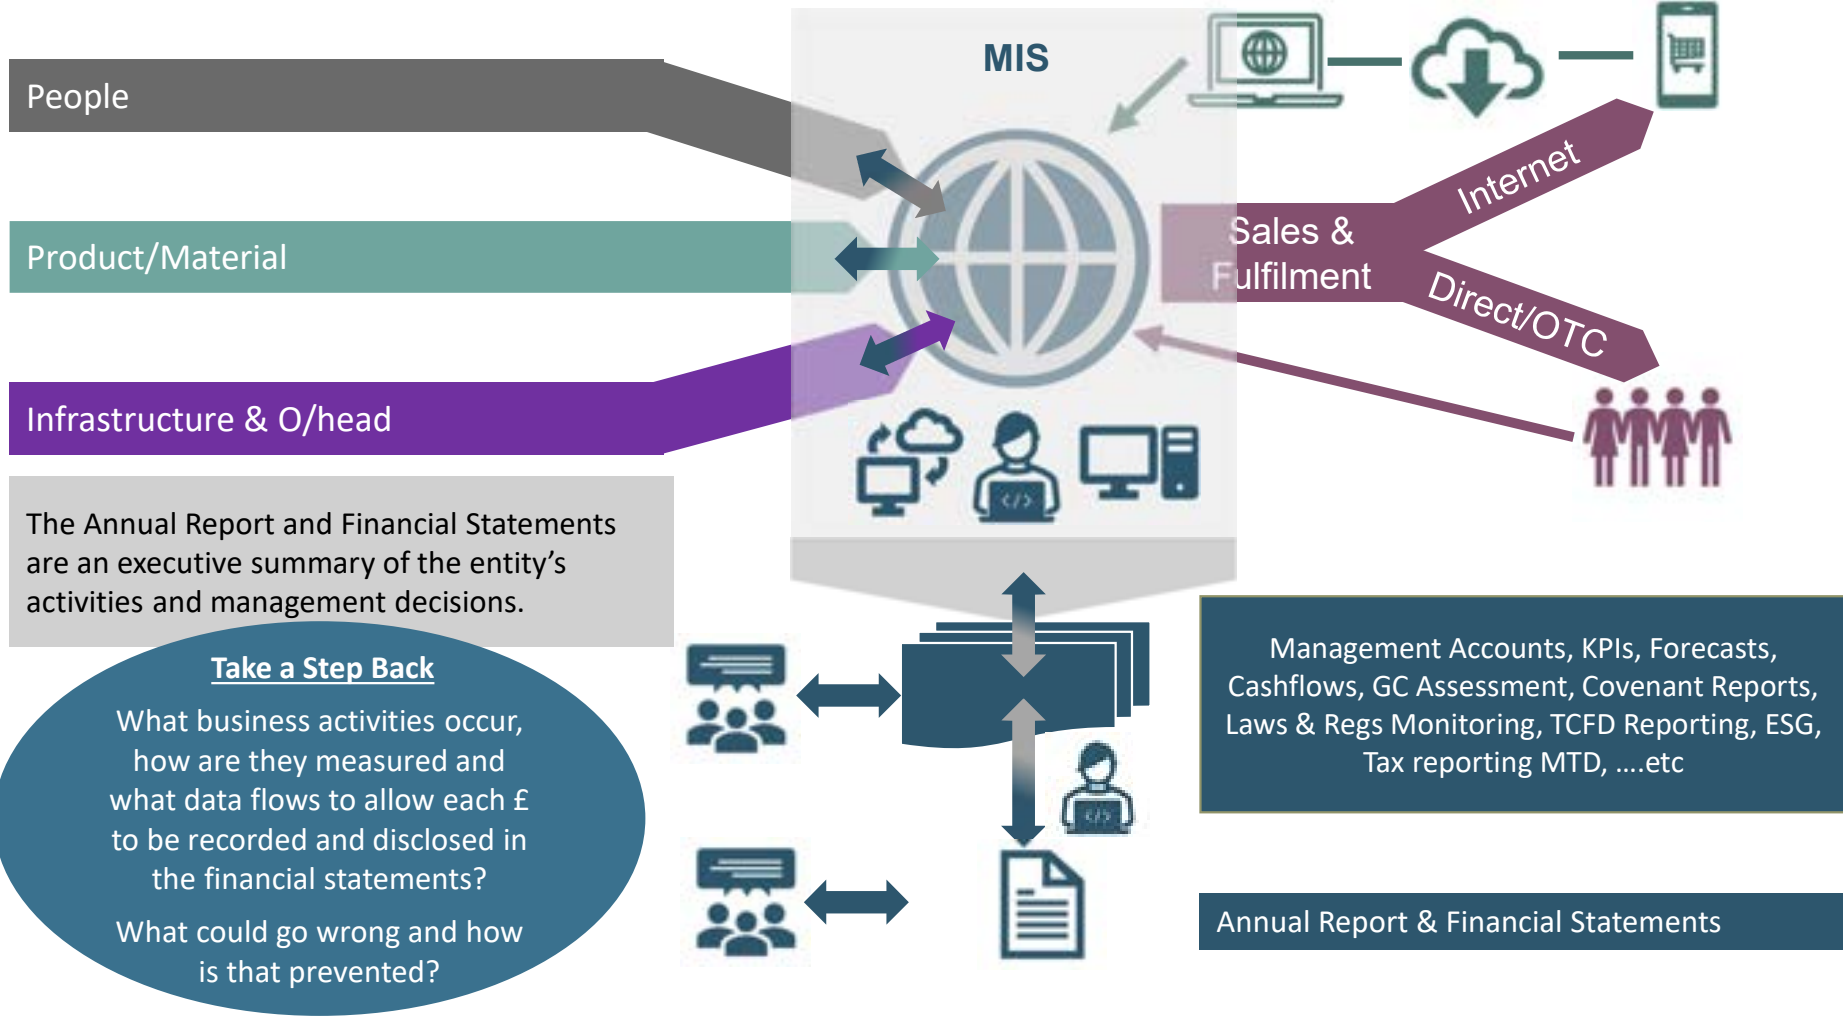 MIS
People
Product/Material
Infrastructure & O/head
Sales &
Fulfilment
Internet
Direct/OTC
</>
The Annual Report and Financial Statements
are an executive summary of the entity’s
activities and management decisions.
Take a Step Back
What business activities occur,
how are they measured and
what data flows to allow each £
to be recorded and disclosed in
the financial statements?
What could go wrong and how
is that prevented?
Management Accounts, KPIs, Forecasts,
Cashflows, GC Assessment, Covenant Reports,
Laws & Regs Monitoring, TCFD Reporting, ESG,
Tax reporting MTD, ….etc
</>
Annual Report & Financial Statements